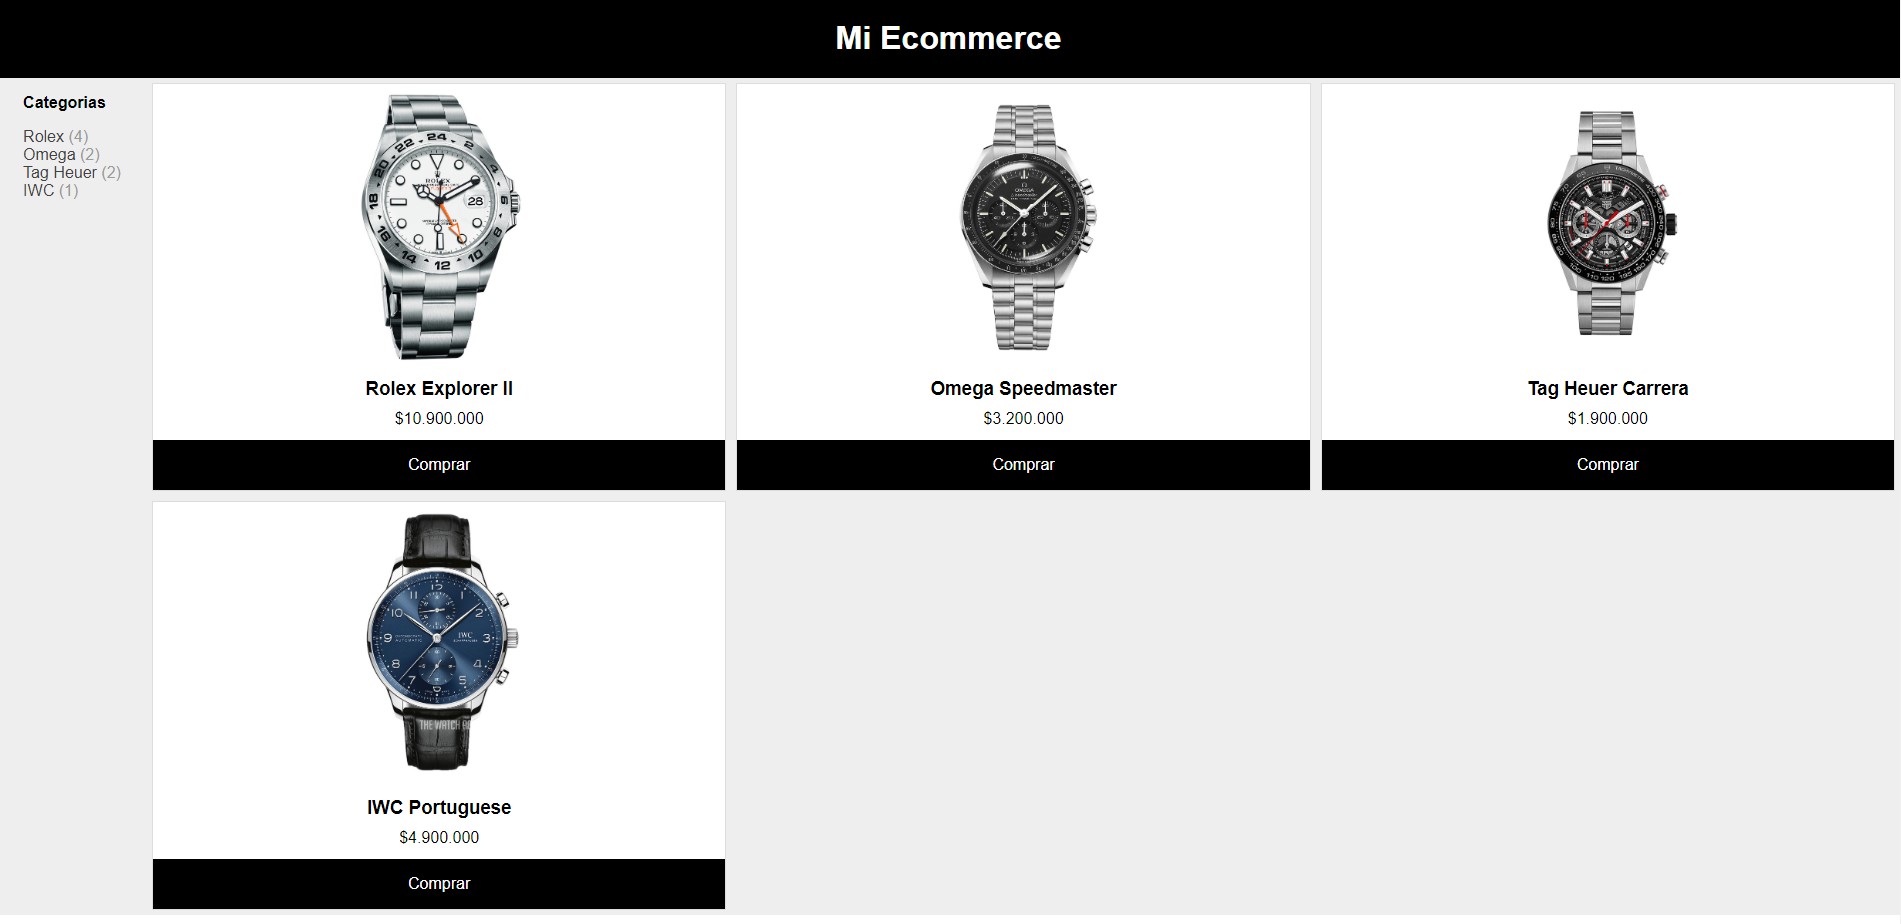 Mi Ecommerce
Categorias
Rolex (4)
Omega (2)
Tag Heuer (2)
IWC (1)
Rolex Explorer II
$10.900.000
Comprar
Omega Speedmaster
$3.200.000
Comprar
Tag Heuer Carrera
$1.900.000
Comprar
IWC Portuguese
$4.900.000
Comprar